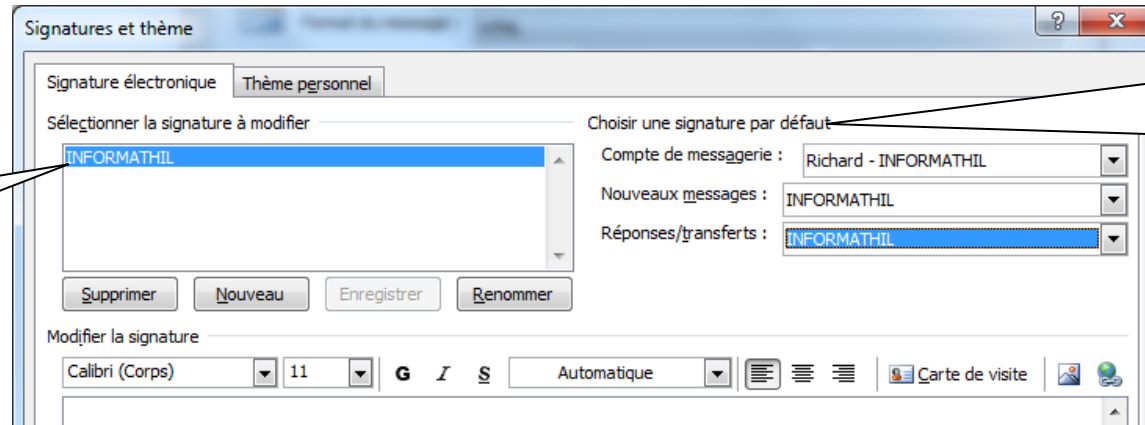 Signatures et thème
Signature électronique
Thème personnel
Sélectionner la signature à modifier
INFORMATHIL
Supprimer
Nouveau
Enregistrer
Renommer
Choisir une signature par défaut
Compte de messagerie : Richard - INFORMATHIL
Nouveaux messages : INFORMATHIL
Réponses/transferts : INFORMATHIL
Modifier la signature
Calibri (Corps) 11 G I S Automatique Carte de visite